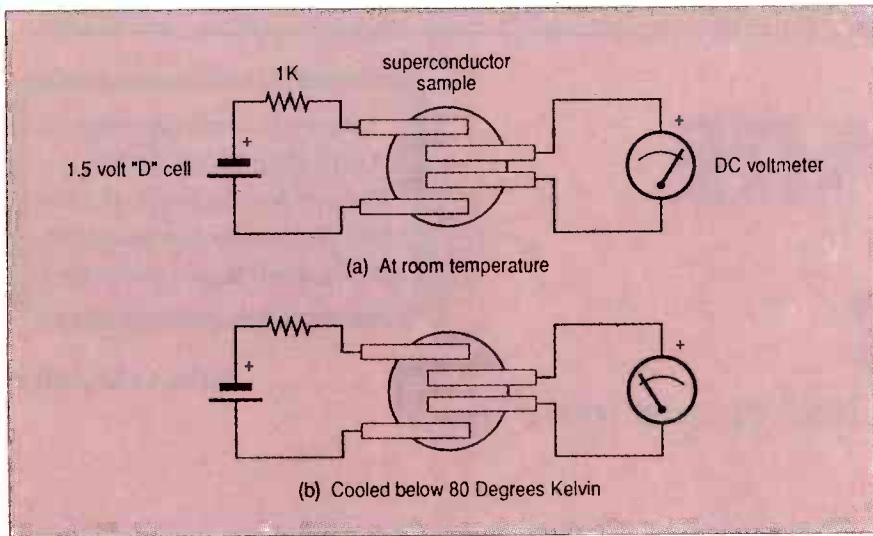 superconductor
sample
1K
+
+
1.5 volt "D" cell
DC voltmeter
(a) At room temperature
+
+
(b) Cooled below 80 Degrees Kelvin